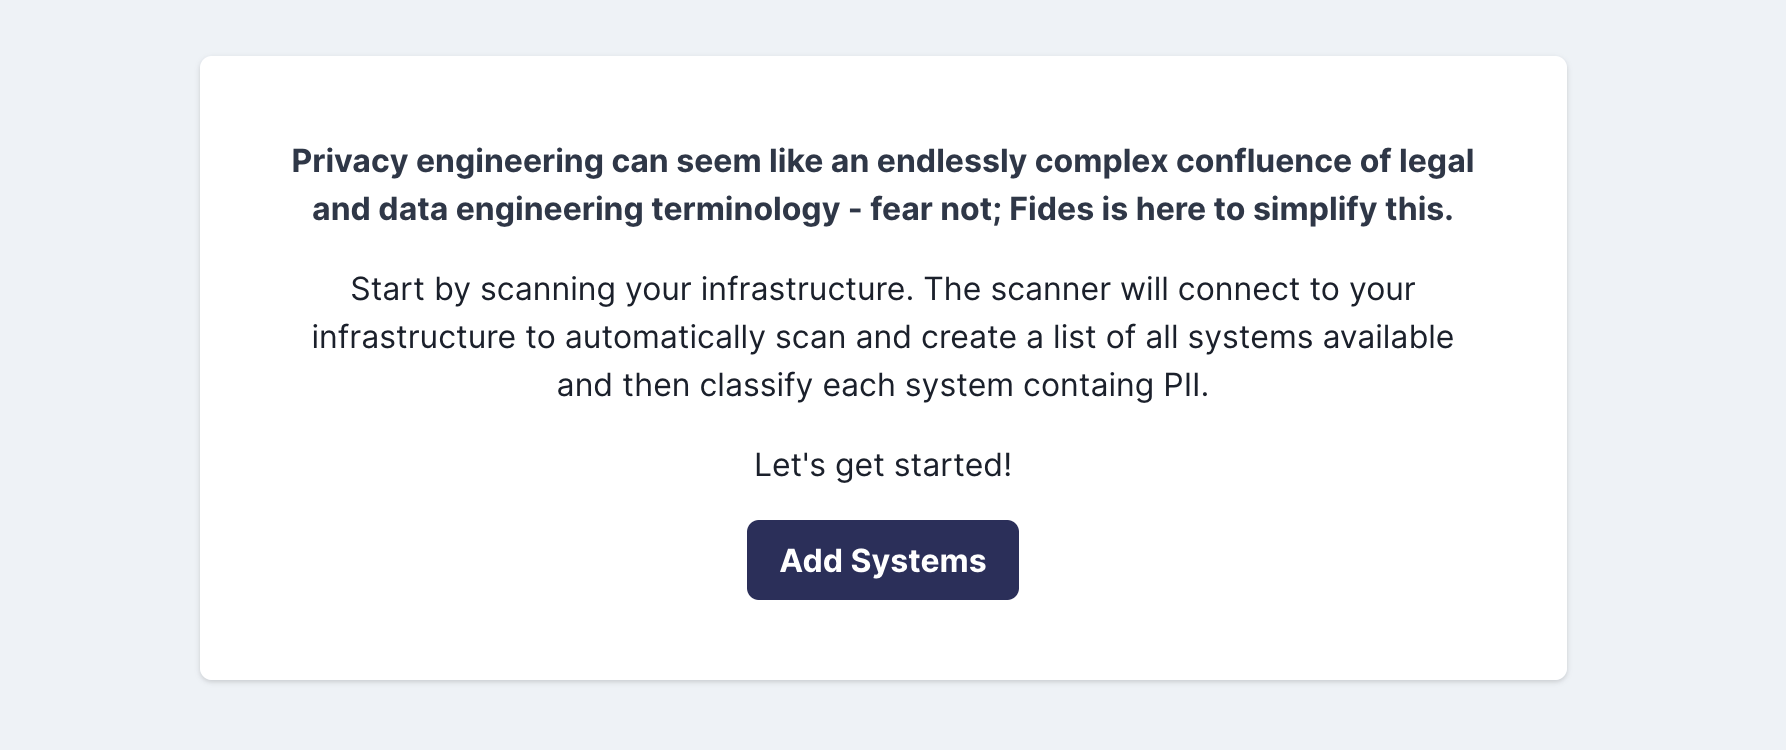 Privacy engineering can seem like an endlessly complex confluence of legal
and data engineering terminology - fear not; Fides is here to simplify this.
Start by scanning your infrastructure. The scanner will connect to your
infrastructure to automatically scan and create a list of all systems available
and then classify each system containg PII.
Let's get started!
Add Systems